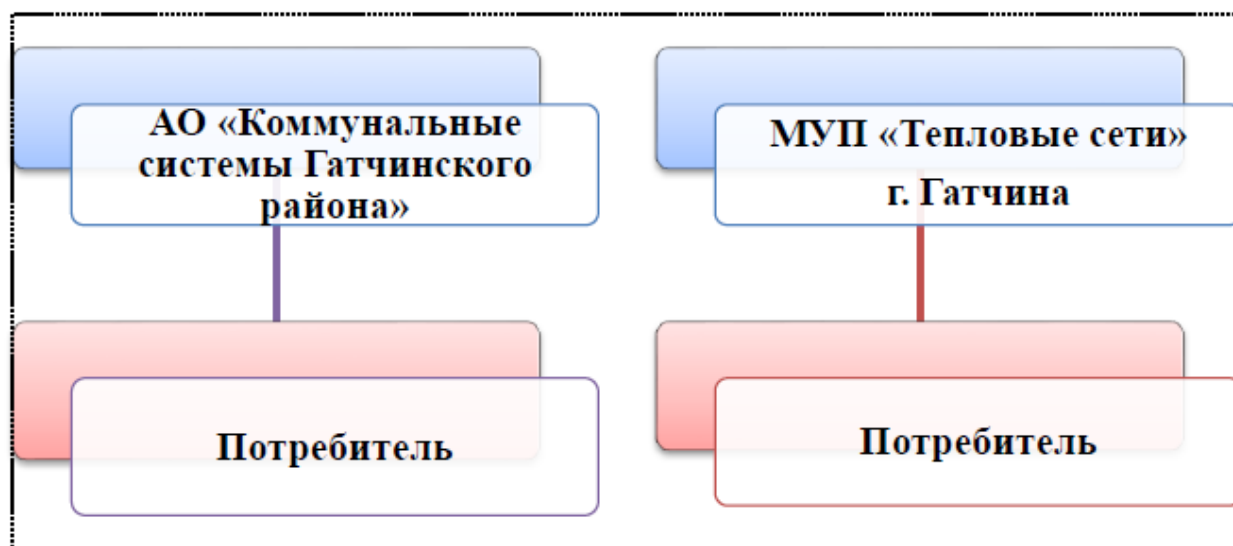 АО «Коммунальные
системы Гатчинского
района»
МУП «Тепловые сети»
г. Гатчина
Потребитель
Потребитель